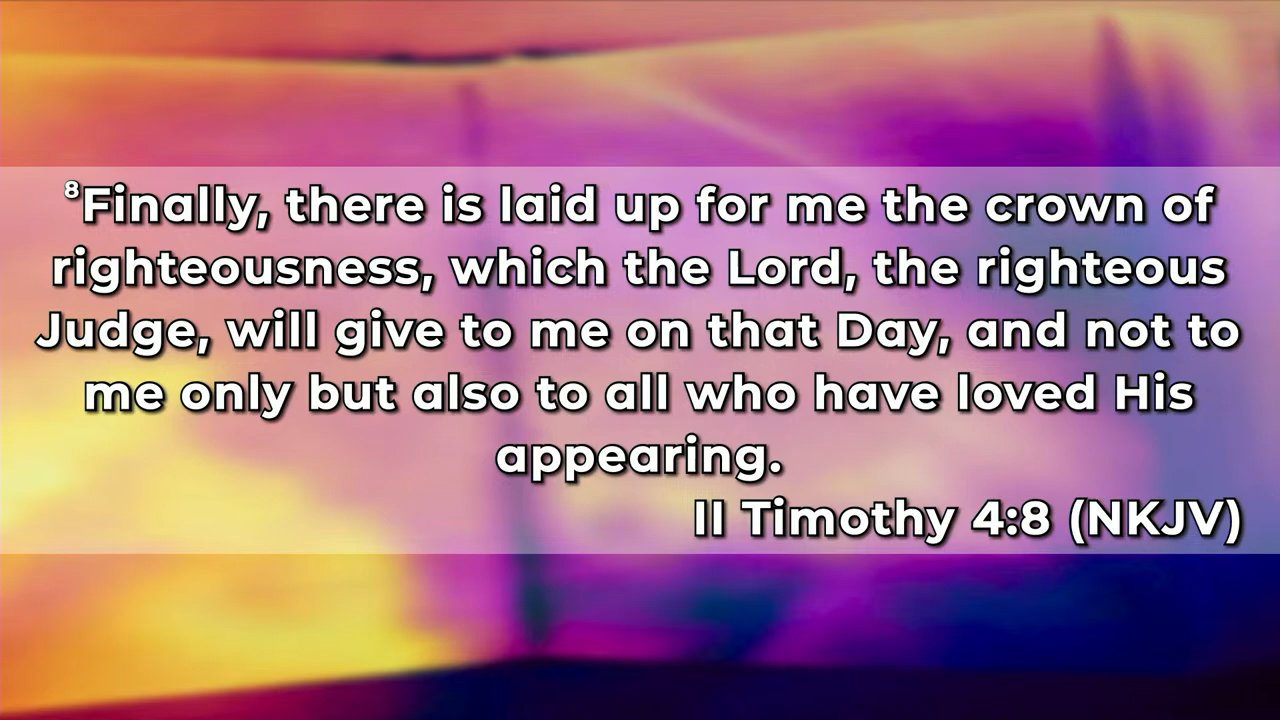 ⁸Finally, there is laid up for me the crown of
righteousness, which the Lord, the righteous
Judge, will give to me on that Day, and not to
me only but also to all who have loved His
appearing.
II Timothy 4:8 (NKJV)